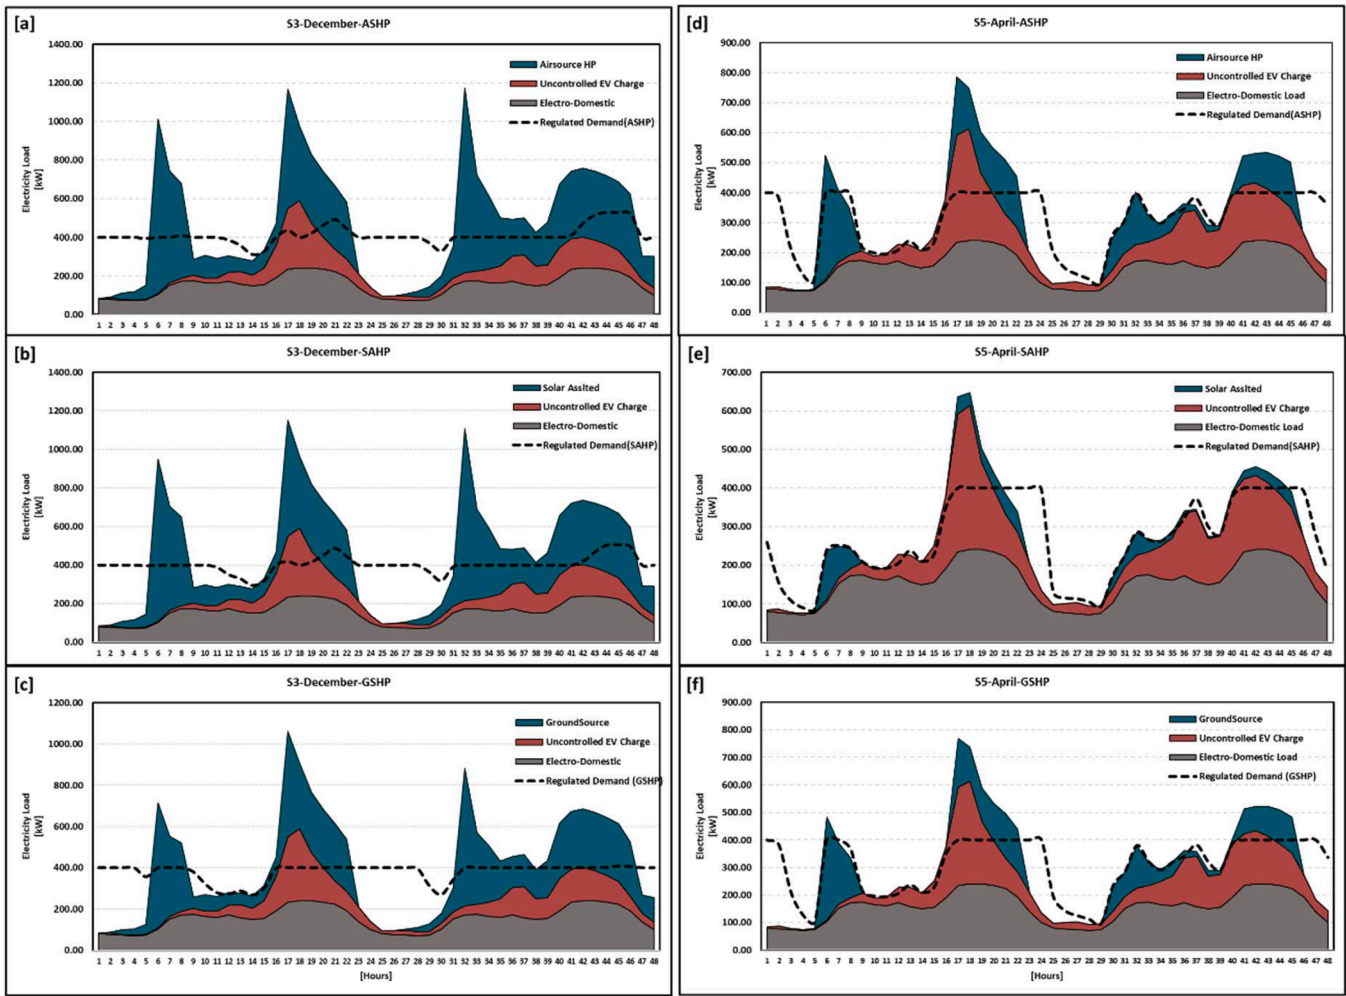 [a]
S3-December-ASHP
Electricity Load
[kW]
1400.00
1200.00
1000.00
800.00
600.00
400.00
200.00
0.00
Airsource HP
Uncontrolled EV Charge
Electro-Domestic
Regulated Demand(ASHP)
1 2 3 4 5 6 7 8 9 10 11 12 13 14 15 16 17 18 19 20 21 22 23 24 25 26 27 28 29 30 31 32 33 34 35 36 37 38 39 40 41 42 43 44 45 46 47 48
[d]
S5-April-ASHP
Electricity Load
[kW]
900.00
800.00
700.00
600.00
500.00
400.00
300.00
200.00
100.00
0.00
Airsource HP
Uncontrolled EV Charge
Electro-Domestic Load
Regulated Demand(ASHP)
1 2 3 4 5 6 7 8 9 10 11 12 13 14 15 16 17 18 19 20 21 22 23 24 25 26 27 28 29 30 31 32 33 34 35 36 37 38 39 40 41 42 43 44 45 46 47 48
[b]
S3-December-SAHP
Electricity Load
[kW]
1400.00
1200.00
1000.00
800.00
600.00
400.00
200.00
0.00
Solar Assited
Uncontrolled EV Charge
Electro-Domestic
Regulated Demand(SAHP)
1 2 3 4 5 6 7 8 9 10 11 12 13 14 15 16 17 18 19 20 21 22 23 24 25 26 27 28 29 30 31 32 33 34 35 36 37 38 39 40 41 42 43 44 45 46 47 48
[e]
S5-April-SAHP
Electricity Load
[kW]
700.00
600.00
500.00
400.00
300.00
200.00
100.00
0.00
Solar Assited
Uncontrolled EV Charge
Electro-Domestic Load
Regulated Demand(SAHP)
1 2 3 4 5 6 7 8 9 10 11 12 13 14 15 16 17 18 19 20 21 22 23 24 25 26 27 28 29 30 31 32 33 34 35 36 37 38 39 40 41 42 43 44 45 46 47 48
[c]
S3-December-GSHP
Electricity Load
[kW]
1200.00
1000.00
800.00
600.00
400.00
200.00
0.00
GroundSource
Uncontrolled EV Charge
Electro-Domestic
Regulated Demand (GSHP)
1 2 3 4 5 6 7 8 9 10 11 12 13 14 15 16 17 18 19 20 21 22 23 24 25 26 27 28 29 30 31 32 33 34 35 36 37 38 39 40 41 42 43 44 45 46 47 48
[Hours]
[f]
S5-April-GSHP
Electricity Load
[kW]
900.00
800.00
700.00
600.00
500.00
400.00
300.00
200.00
100.00
0.00
GroundSource
Uncontrolled EV Charge
Electro-Domestic Load
Regulated Demand (GSHP)
1 2 3 4 5 6 7 8 9 10 11 12 13 14 15 16 17 18 19 20 21 22 23 24 25 26 27 28 29 30 31 32 33 34 35 36 37 38 39 40 41 42 43 44 45 46 47 48
[Hours]